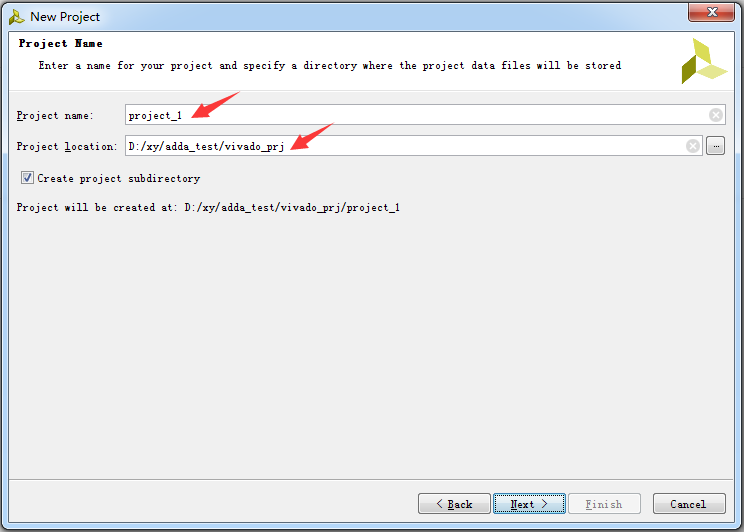 New Project
Project Name
Enter a name for your project and specify a directory where the project data files will be stored
Project name: project_1
Project location: D:/xy/adda_test/vivado_prj ...
Create project subdirectory
Project will be created at: D:/xy/adda_test/vivado_prj/project_1
< Back Next > Finish Cancel